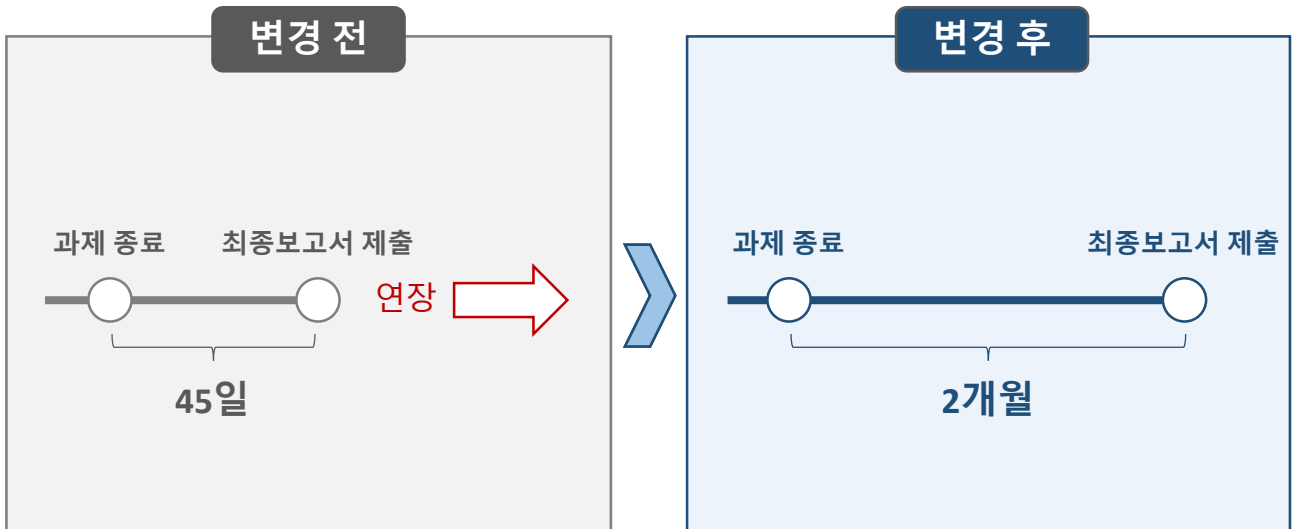 변경 전
과제 종료
최종보고서 제출
연장
45일
변경 후
과제 종료
최종보고서 제출
2개월